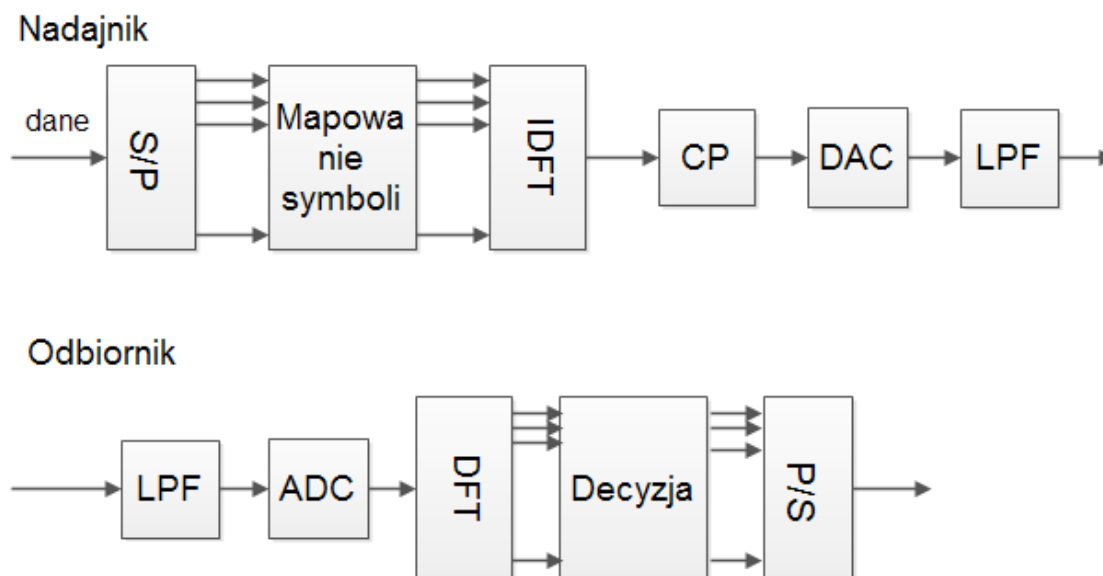 Nadajnik
dane
S/P
Mapowa
nie
symboli
IDFT
CP
DAC
LPF
Odbiornik
LPF
ADC
DFT
Decyzja
P/S